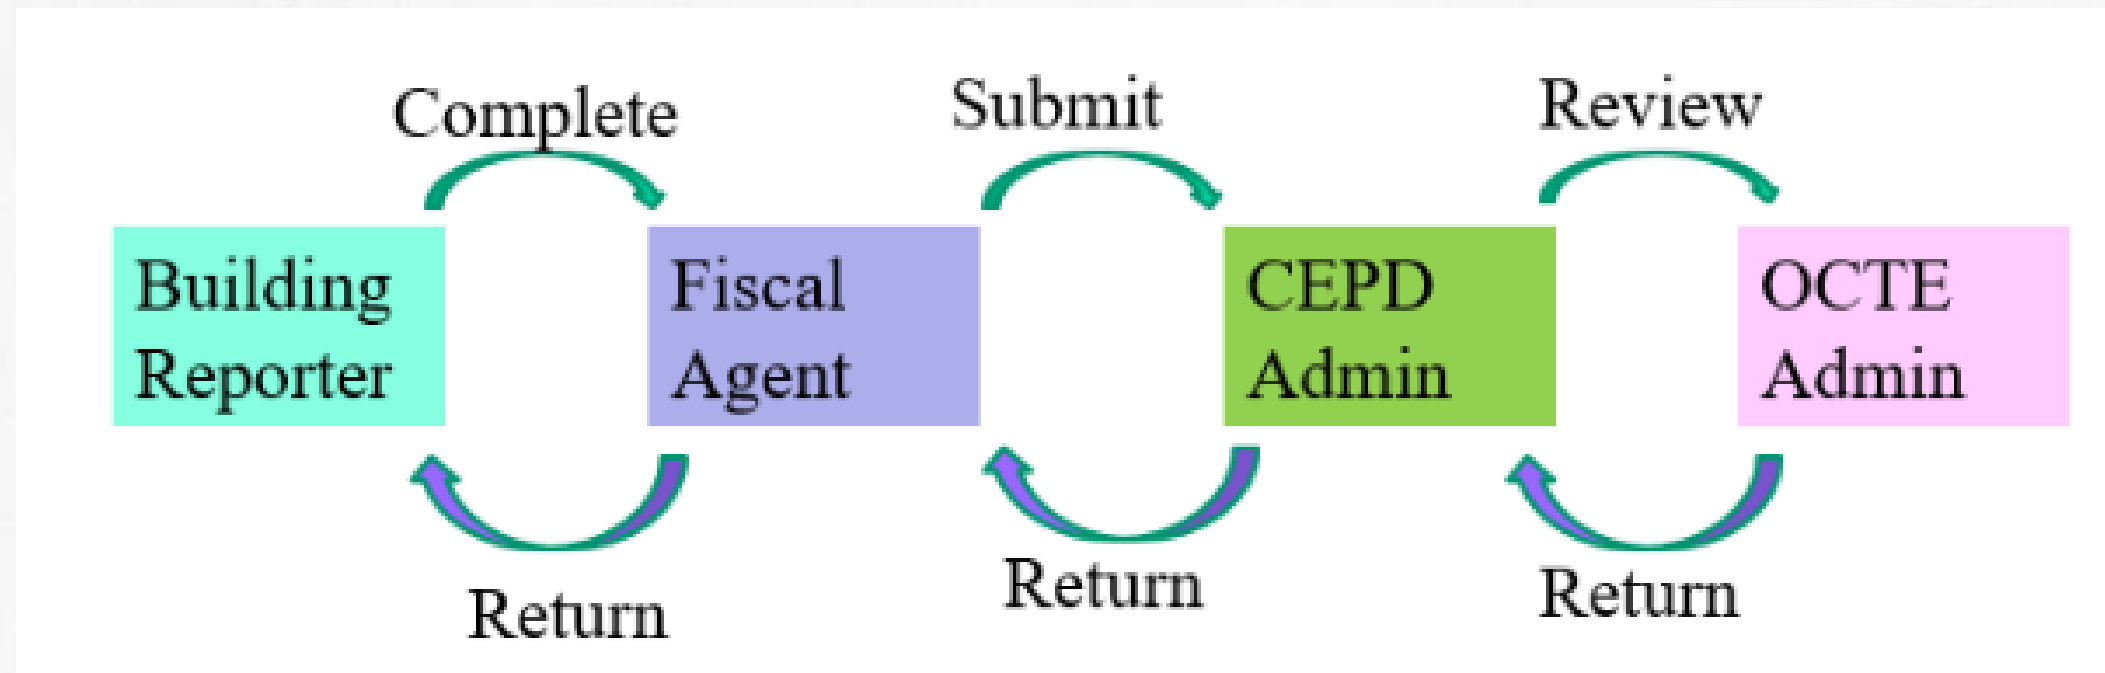 Complete
Submit
Review
Building
Reporter
Fiscal
Agent
CEPD
Admin
OCTE
Admin
Return
Return
Return